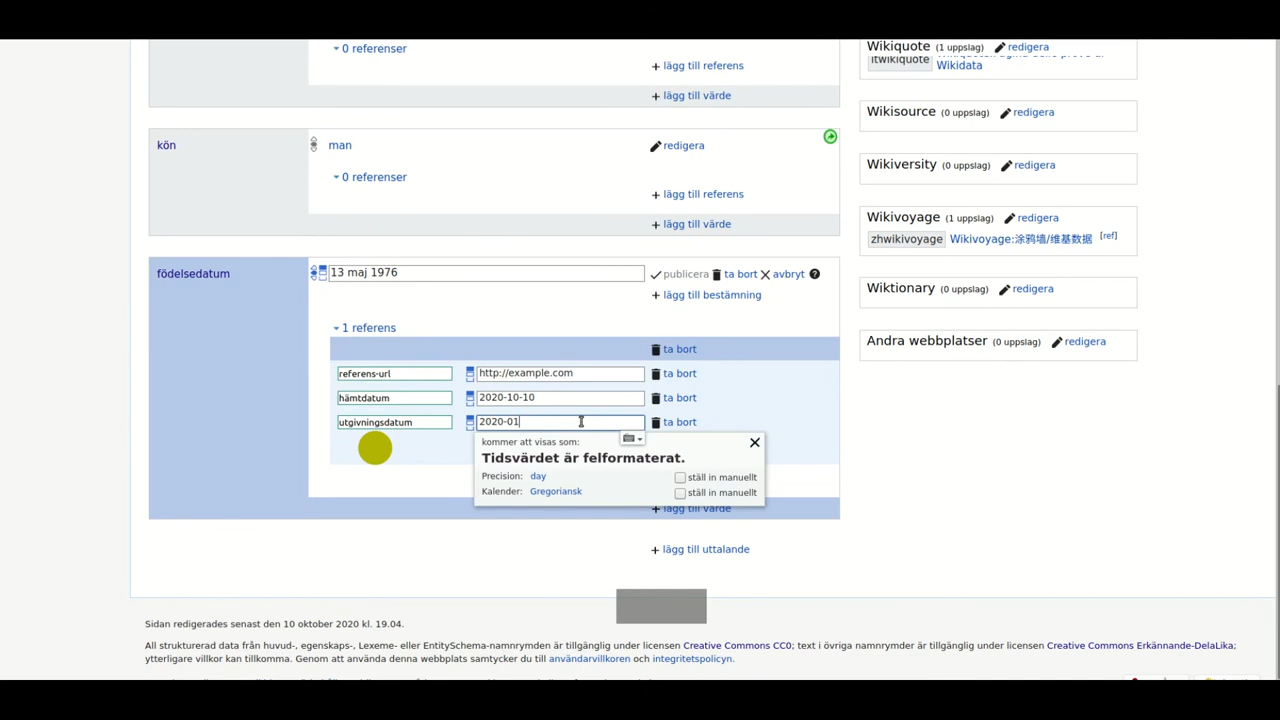 0 referenser
+ lägg till referens
+ lägg till värde
kön
man
redigera
0 referenser
+ lägg till referens
+ lägg till värde
födelsedatum
13 maj 1976
publicera ta bort avbryt ?
+ lägg till bestämning
1 referens
ta bort
referens-url
http://example.com
ta bort
hämtdatum
2020-10-10
ta bort
utgivningsdatum
2020-01
ta bort
kommer att visas som:
Tidsvärdet är felformaterat.
Precision: day
ställ in manuellt
Kalender: Gregoriansk
ställ in manuellt
+ lägg till värde
+ lägg till uttalande
Wikiquote (1 uppslag) redigera
itwikiquote
Wikidata
Wikisource (0 uppslag) redigera
Wikiversity (0 uppslag) redigera
Wikivoyage (1 uppslag) redigera
zhwikivoyage Wikivoyage:涂鸦墙/维基数据 [ref]
Wiktionary (0 uppslag) redigera
Andra webbplatser (0 uppslag) redigera
Sidan redigerades senast den 10 oktober 2020 kl. 19.04.
All strukturerad data från huvud-, egenskaps-, Lexeme- eller EntitySchema-namnrymden är tillgänglig under licensen Creative Commons CC0; text i övriga namnrymder är tillgänglig under licensen Creative Commons Erkännande-DelaLika;
ytterligare villkor kan tillkomma. Genom att använda denna webbplats samtycker du till användarvillkoren och integritetspolicyn.